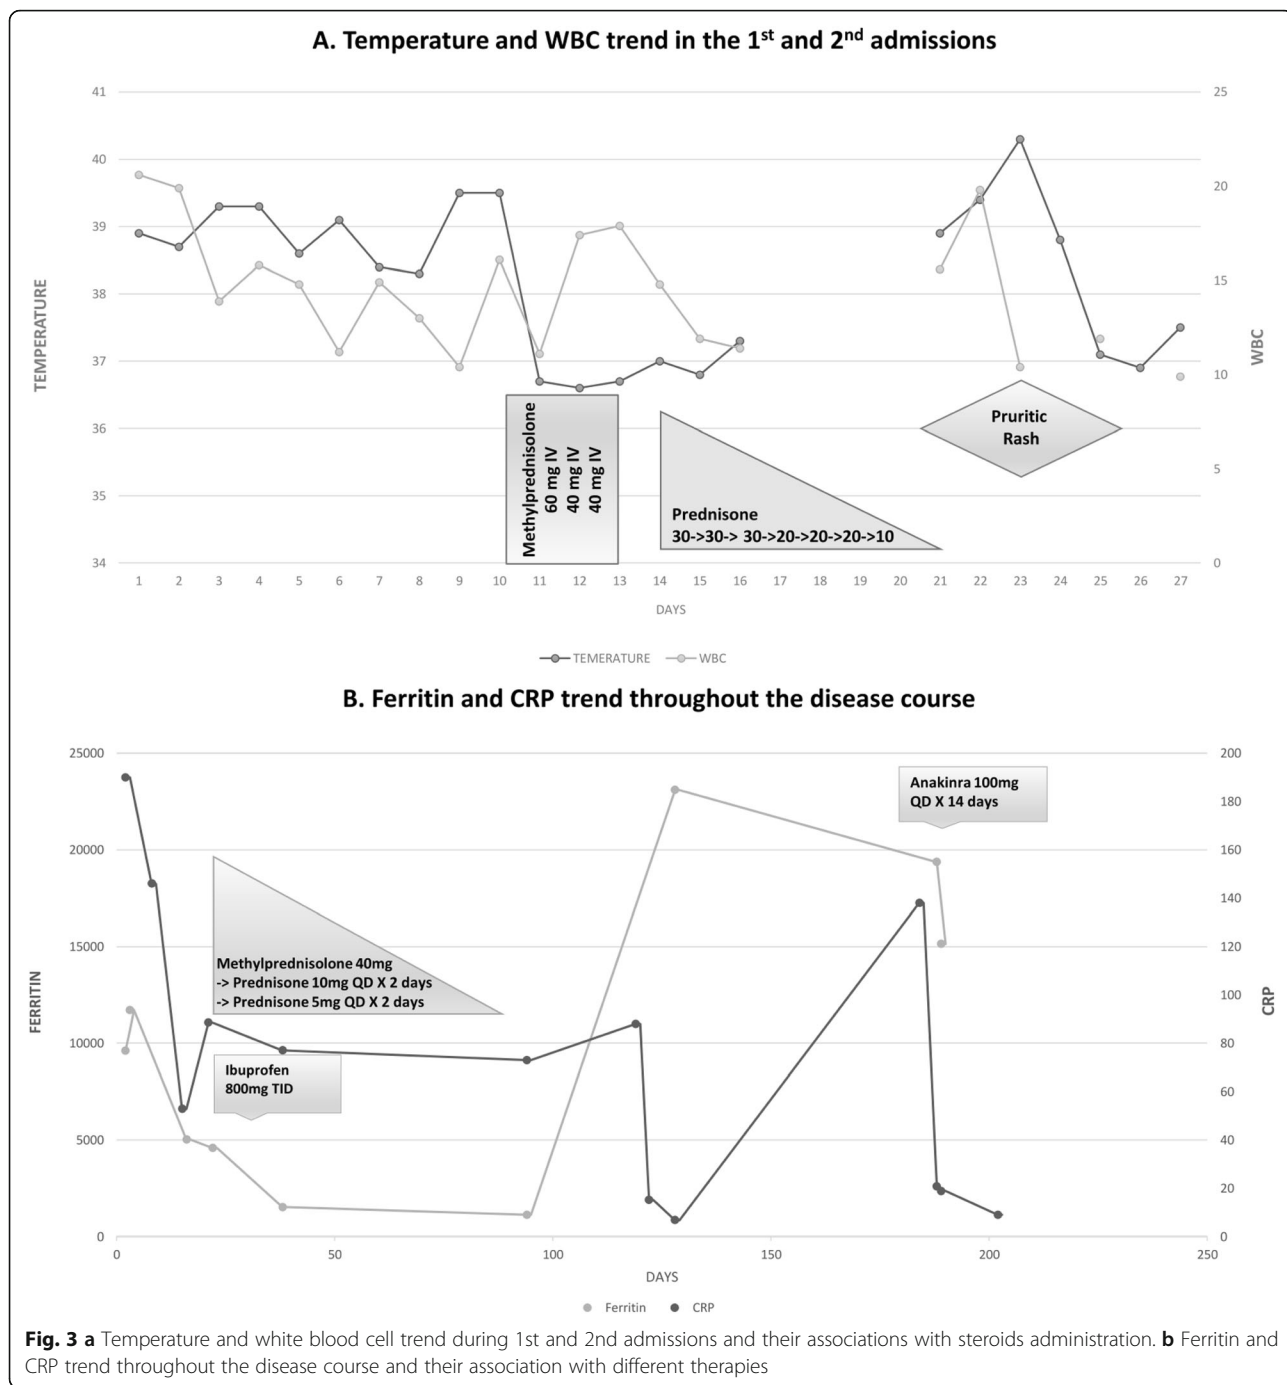 A. Temperature and WBC trend in the 1st and 2nd admissions
41
40
39
38
37
36
35
34
TEMPERATURE
25
20
15
10
5
0
WBC
Methylprednisolone
60 mg IV
40 mg IV
40 mg IV
Prednisone
30->30-> 30->20->20->20->10
Pruritic
Rash
1 2 3 4 5 6 7 8 9 10 11 12 13 14 15 16 17 18 19 20 21 22 23 24 25 26 27
DAYS
TEMERATURE WBC
B. Ferritin and CRP trend throughout the disease course
25000
20000
15000
10000
5000
0
FERRITIN
200
180
160
140
120
100
80
60
40
20
0
CRP
Anakinra 100mg
QD X 14 days
Methylprednisolone 40mg
-> Prednisone 10mg QD X 2 days
-> Prednisone 5mg QD X 2 days
Ibuprofen
800mg TID
0 50 100 150 200 250
DAYS
Ferritin CRP
Fig. 3 a Temperature and white blood cell trend during 1st and 2nd admissions and their associations with steroids administration. b Ferritin and
CRP trend throughout the disease course and their association with different therapies